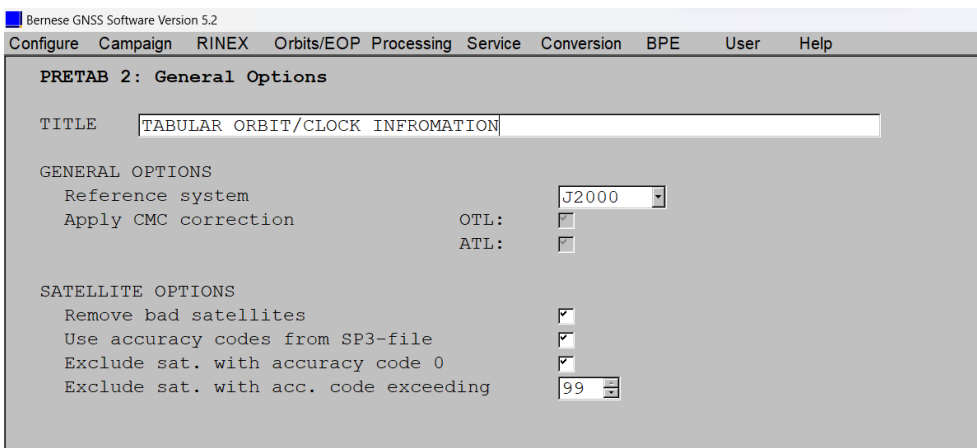 Bernese GNSS Software Version 5.2
Configure Campaign RINEX Orbits/EOP Processing Service Conversion BPE User Help
PRETAB 2: General Options
TITLE TABULAR ORBIT/CLOCK INFROMATION
GENERAL OPTIONS
Reference system J2000
Apply CMC correction OTL:
ATL:
SATELLITE OPTIONS
Remove bad satellites
Use accuracy codes from SP3-file
Exclude sat. with accuracy code 0
Exclude sat. with acc. code exceeding 99